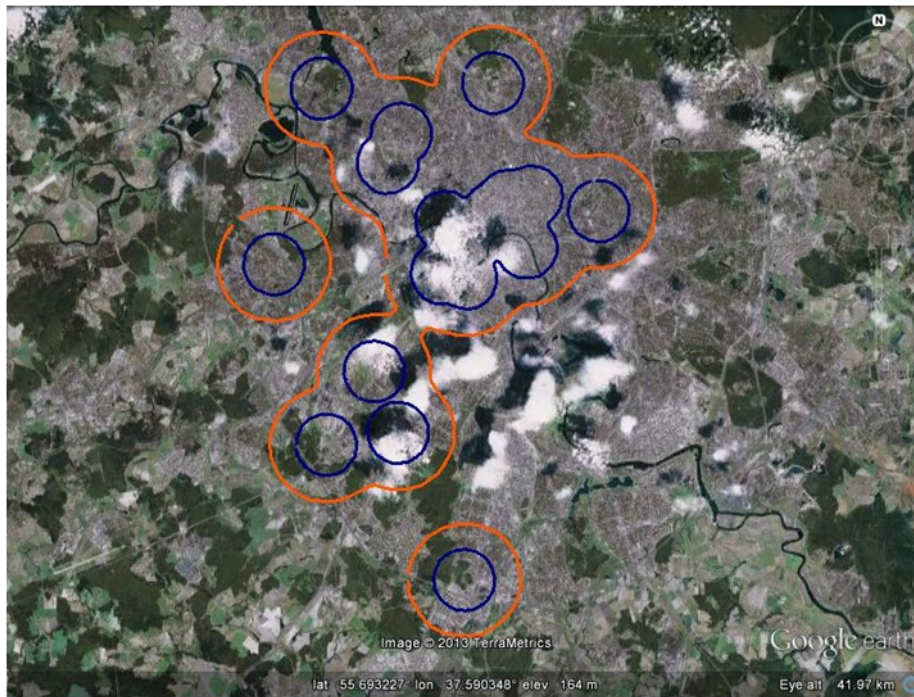 N
Image © 2013 TerraMetrics
Google earth
lat 55.693227° lon 37.590348° elev 164 m
Eye alt 41.97 km